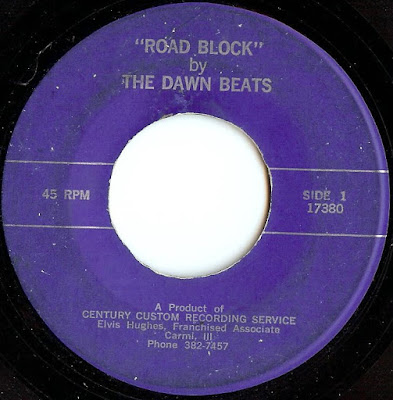 "ROAD BLOCK"
by
THE DAWN BEATS
45 RPM
SIDE 1
17380
A Product of
CENTURY CUSTOM RECORDING SERVICE
Elvis Hughes, Franchised Associate
Carmi, Ill
Phone 382-7457